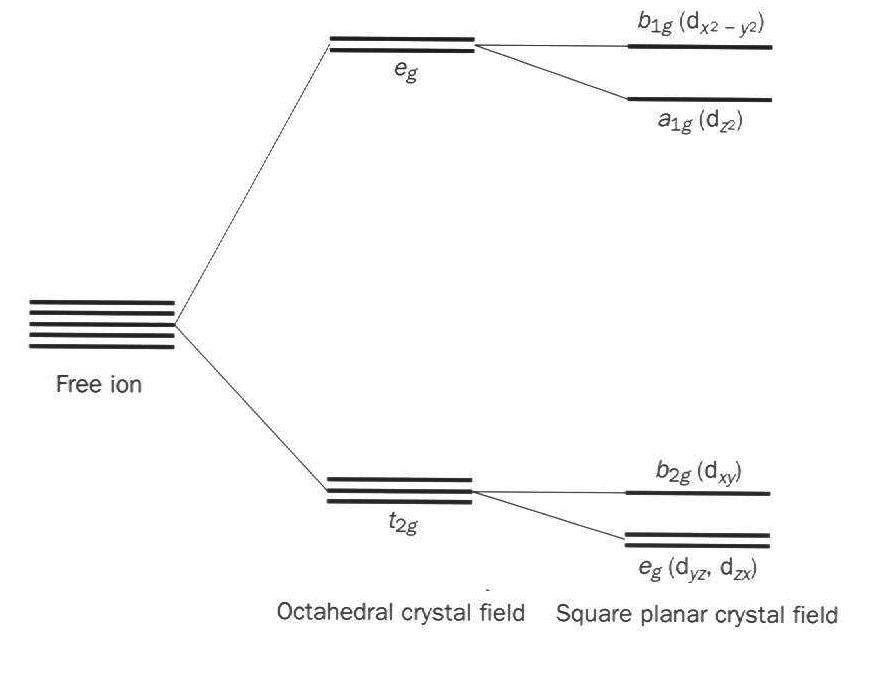 b₁g (dx² − y²)
eg
a₁g (dz²)
Free ion
b₂g (dxy)
t₂g
eg (dyz, dzx)
Octahedral crystal field
Square planar crystal field